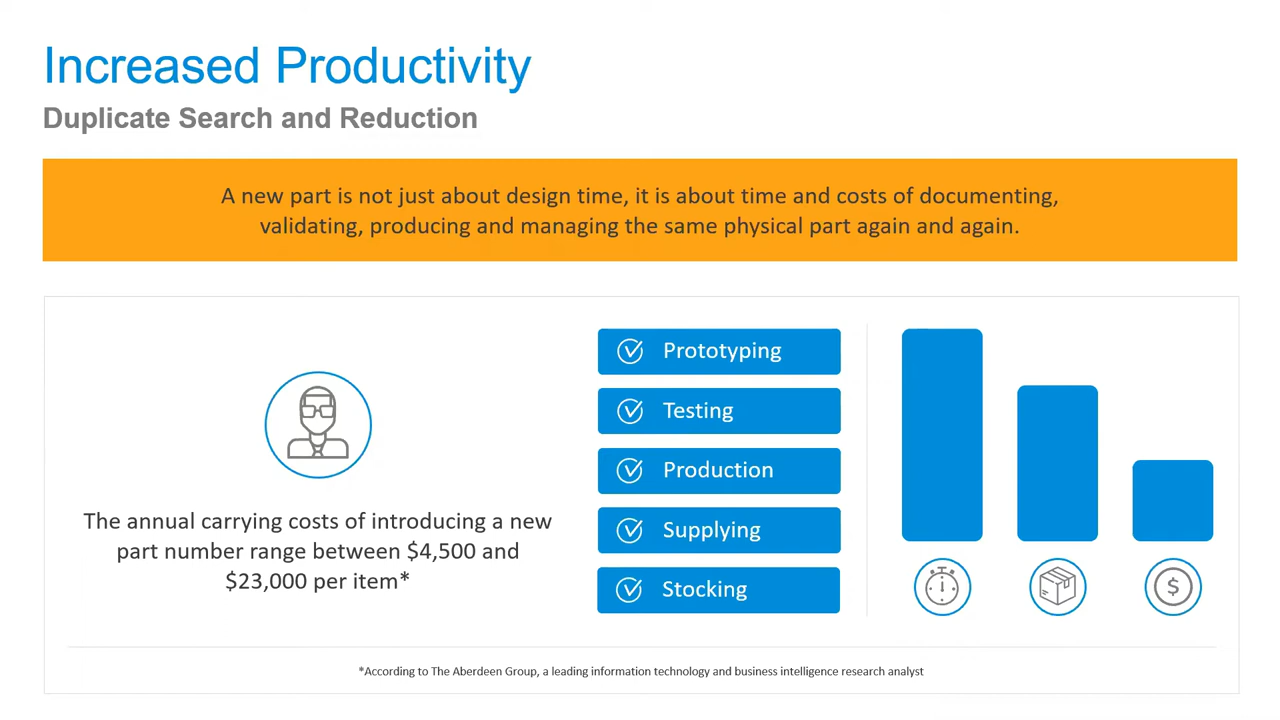 Increased Productivity
Duplicate Search and Reduction
A new part is not just about design time, it is about time and costs of documenting,
validating, producing and managing the same physical part again and again.
The annual carrying costs of introducing a new
part number range between $4,500 and
$23,000 per item*
Prototyping
Testing
Production
Supplying
Stocking
$
*According to The Aberdeen Group, a leading information technology and business intelligence research analyst